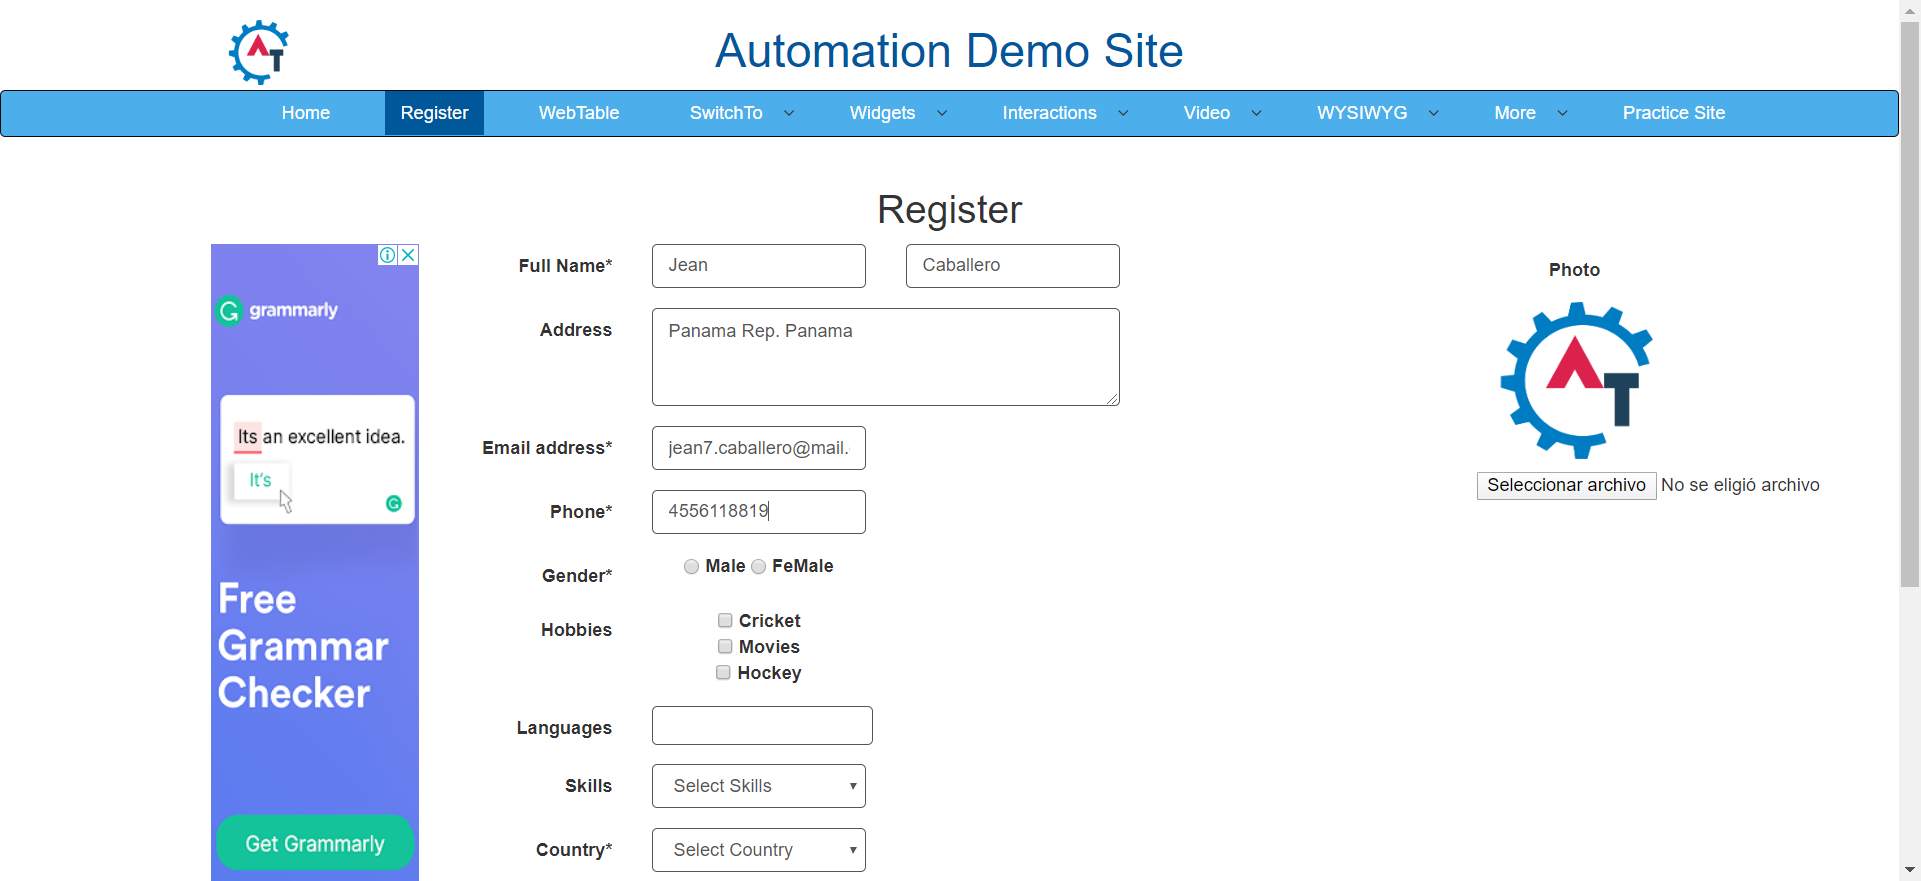 Automation Demo Site
Home Register WebTable SwitchTo Widgets Interactions Video WYSIWYG More Practice Site
Register
grammarly
Its an excellent idea.
It's
Free
Grammar
Checker
Get Grammarly
Full Name* Jean Caballero
Address Panama Rep. Panama
Email address* jean7.caballero@mail.
Phone* 4556118819
Gender* Male FeMale
Hobbies Cricket
Movies
Hockey
Languages
Skills Select Skills
Country* Select Country
Photo
AT
Seleccionar archivo No se eligió archivo